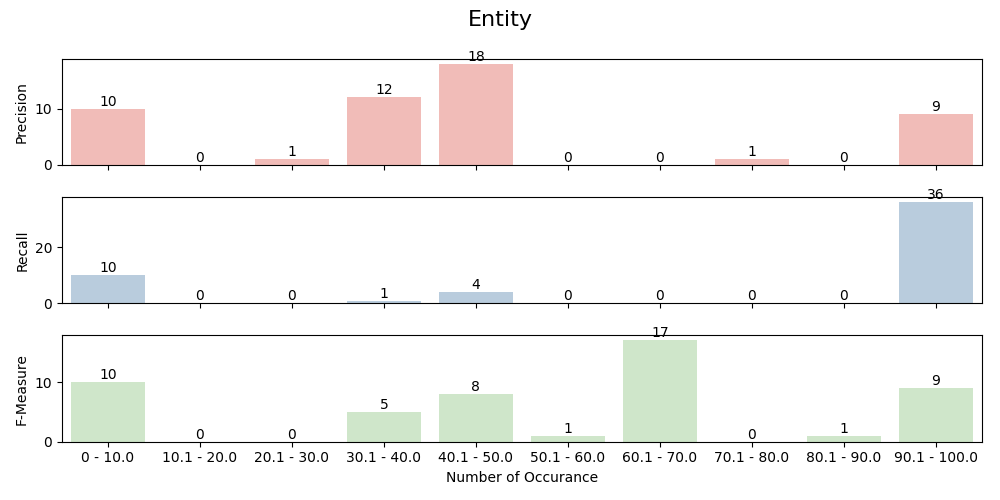 Entity
Precision
10
0
10 0 1 12 18 0 0 1 0 9
Recall
20
0
10 0 0 1 4 0 0 0 0 36
F-Measure
10
0
10 0 0 5 8 1 17 0 1 9
0 - 10.0 10.1 - 20.0 20.1 - 30.0 30.1 - 40.0 40.1 - 50.0 50.1 - 60.0 60.1 - 70.0 70.1 - 80.0 80.1 - 90.0 90.1 - 100.0
Number of Occurance